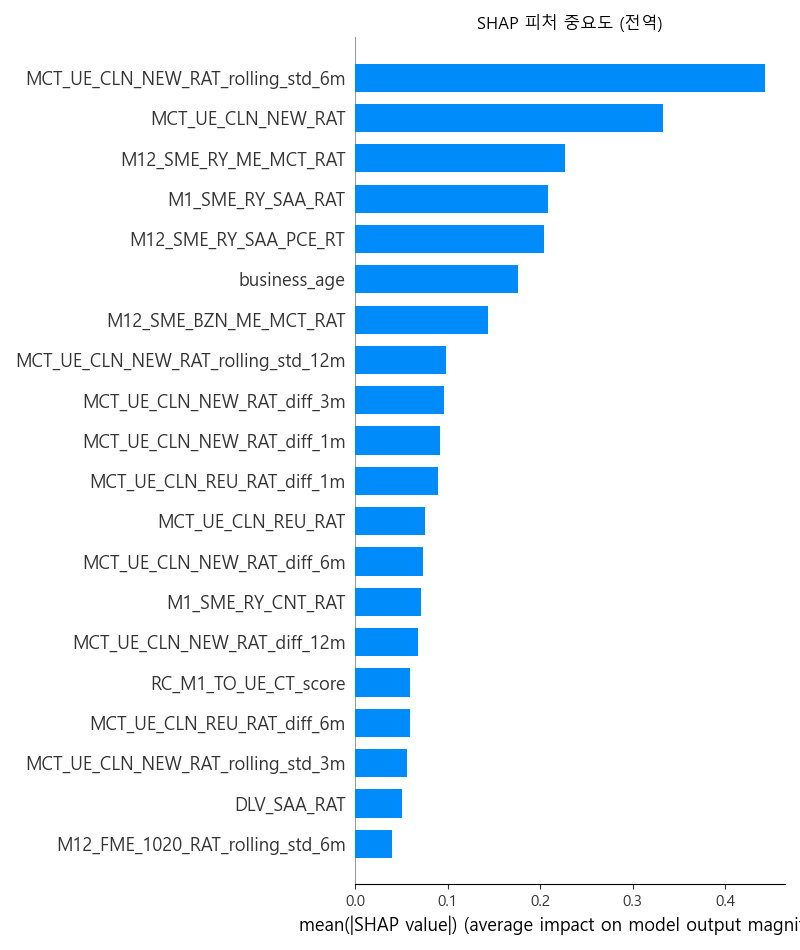 SHAP 피처 중요도 (전역)
MCT_UE_CLN_NEW_RAT_rolling_std_6m
MCT_UE_CLN_NEW_RAT
M12_SME_RY_ME_MCT_RAT
M1_SME_RY_SAA_RAT
M12_SME_RY_SAA_PCE_RT
business_age
M12_SME_BZN_ME_MCT_RAT
MCT_UE_CLN_NEW_RAT_rolling_std_12m
MCT_UE_CLN_NEW_RAT_diff_3m
MCT_UE_CLN_NEW_RAT_diff_1m
MCT_UE_CLN_REU_RAT_diff_1m
MCT_UE_CLN_REU_RAT
MCT_UE_CLN_NEW_RAT_diff_6m
M1_SME_RY_CNT_RAT
MCT_UE_CLN_NEW_RAT_diff_12m
RC_M1_TO_UE_CT_score
MCT_UE_CLN_REU_RAT_diff_6m
MCT_UE_CLN_NEW_RAT_rolling_std_3m
DLV_SAA_RAT
M12_FME_1020_RAT_rolling_std_6m
0.0 0.1 0.2 0.3 0.4
mean(|SHAP value|) (average impact on model output magni